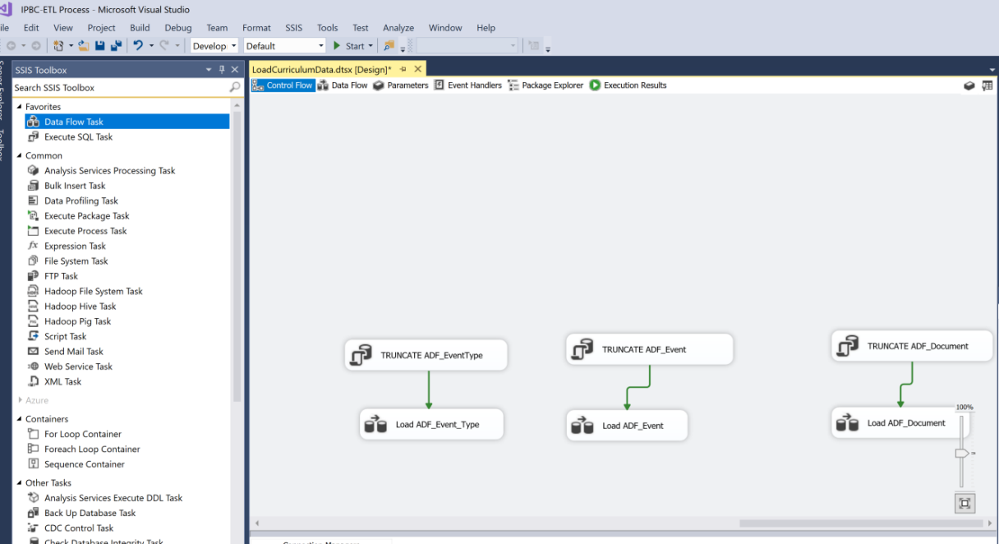 IPBC-ETL Process - Microsoft Visual Studio
ile Edit View Project Build Debug Team Format SSIS Tools Test Analyze Window Help
Develop Default Start
Server Explorer Toolbox
SSIS Toolbox
Search SSIS Toolbox
Favorites
Data Flow Task
Execute SQL Task
Common
Analysis Services Processing Task
Bulk Insert Task
Data Profiling Task
Execute Package Task
Execute Process Task
Expression Task
File System Task
FTP Task
Hadoop File System Task
Hadoop Hive Task
Hadoop Pig Task
Script Task
Send Mail Task
Web Service Task
XML Task
Azure
Containers
For Loop Container
Foreach Loop Container
Sequence Container
Other Tasks
Analysis Services Execute DDL Task
Back Up Database Task
CDC Control Task
Check Database Integrity Task
LoadCurriculumData.dtsx [Design]*
Control Flow Data Flow Parameters Event Handlers Package Explorer Execution Results
TRUNCATE ADF_EventType
TRUNCATE ADF_Event
TRUNCATE ADF_Document
Load ADF_Event_Type
Load ADF_Event
Load ADF_Document
100%
Connection Managers